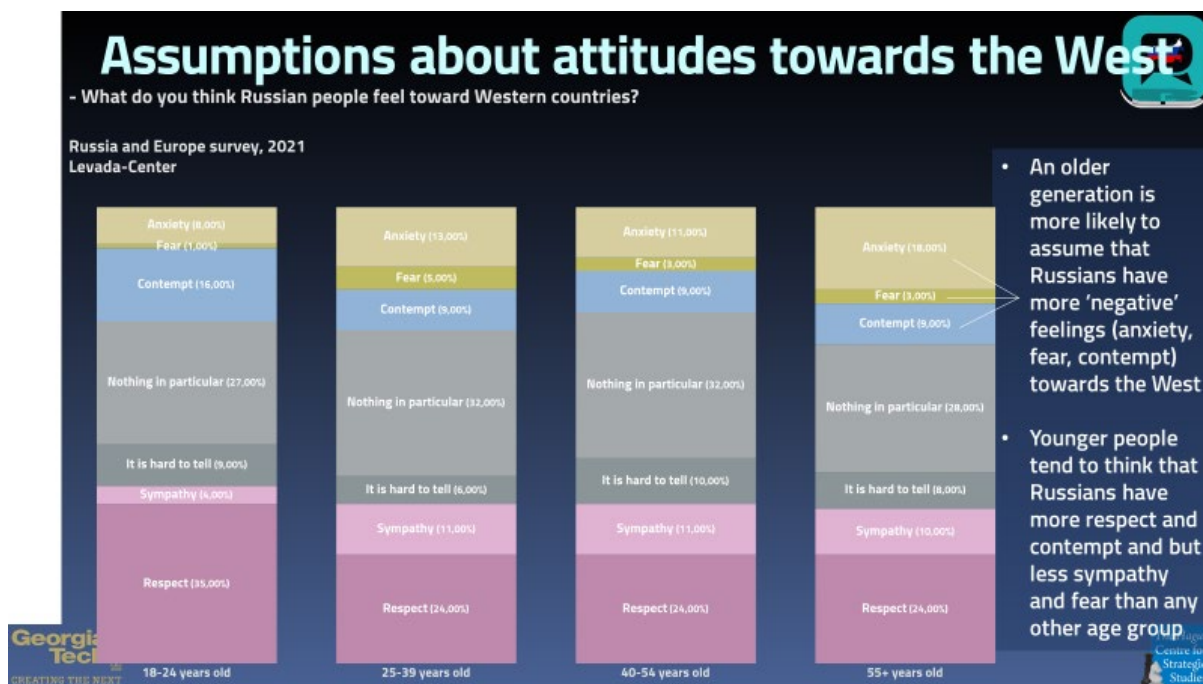 Assumptions about attitudes towards the West
- What do you think Russian people feel toward Western countries?
Russia and Europe survey, 2021
Levada-Center
Anxiety (8,00%)
Fear (1,00%)
Contempt (16,00%)
Nothing in particular (27,00%)
It is hard to tell (9,00%)
Sympathy (4,00%)
Respect (35,00%)
18-24 years old
Anxiety (13,00%)
Fear (5,00%)
Contempt (9,00%)
Nothing in particular (32,00%)
It is hard to tell (6,00%)
Sympathy (11,00%)
Respect (24,00%)
25-39 years old
Anxiety (11,00%)
Fear (3,00%)
Contempt (9,00%)
Nothing in particular (32,00%)
It is hard to tell (10,00%)
Sympathy (11,00%)
Respect (24,00%)
40-54 years old
Anxiety (18,00%)
Fear (3,00%)
Contempt (9,00%)
Nothing in particular (28,00%)
It is hard to tell (8,00%)
Sympathy (10,00%)
Respect (24,00%)
55+ years old
• An older
generation is
more likely to
assume that
Russians have
more ‘negative’
feelings (anxiety,
fear, contempt)
towards the West
• Younger people
tend to think that
Russians have
more respect and
contempt and but
less sympathy
and fear than any
other age group
Georgia
Tech
CREATING THE NEXT
Hague
Centre for
Strategic
Studies